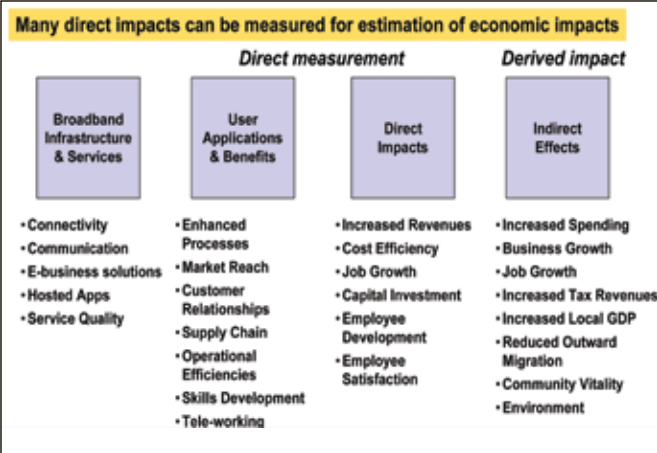 Many direct impacts can be measured for estimation of economic impacts
Direct measurement
Derived impact
Broadband
Infrastructure
& Services
• Connectivity
• Communication
• E-business solutions
• Hosted Apps
• Service Quality
User
Applications
& Benefits
• Enhanced
Processes
• Market Reach
• Customer
Relationships
• Supply Chain
• Operational
Efficiencies
• Skills Development
• Tele-working
Direct
Impacts
• Increased Revenues
• Cost Efficiency
• Job Growth
• Capital Investment
• Employee
Development
• Employee
Satisfaction
Indirect
Effects
• Increased Spending
• Business Growth
• Job Growth
• Increased Tax Revenues
• Increased Local GDP
• Reduced Outward
Migration
• Community Vitality
• Environment